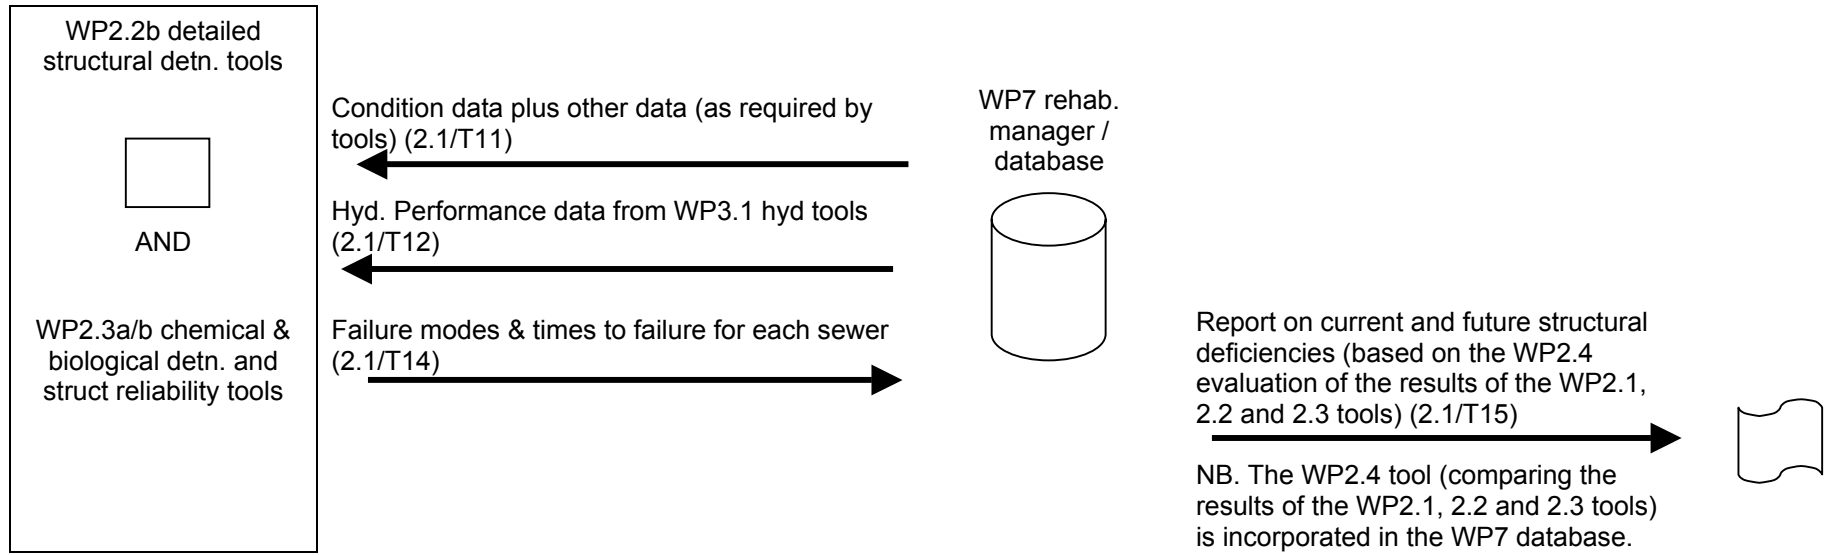 WP2.2b detailed
structural detn. tools
AND
WP2.3a/b chemical &
biological detn. and
struct reliability tools
Condition data plus other data (as required by
tools) (2.1/T11)
Hyd. Performance data from WP3.1 hyd tools
(2.1/T12)
Failure modes & times to failure for each sewer
(2.1/T14)
WP7 rehab.
manager /
database
Report on current and future structural
deficiencies (based on the WP2.4
evaluation of the results of the WP2.1,
2.2 and 2.3 tools) (2.1/T15)
NB. The WP2.4 tool (comparing the
results of the WP2.1, 2.2 and 2.3 tools)
is incorporated in the WP7 database.